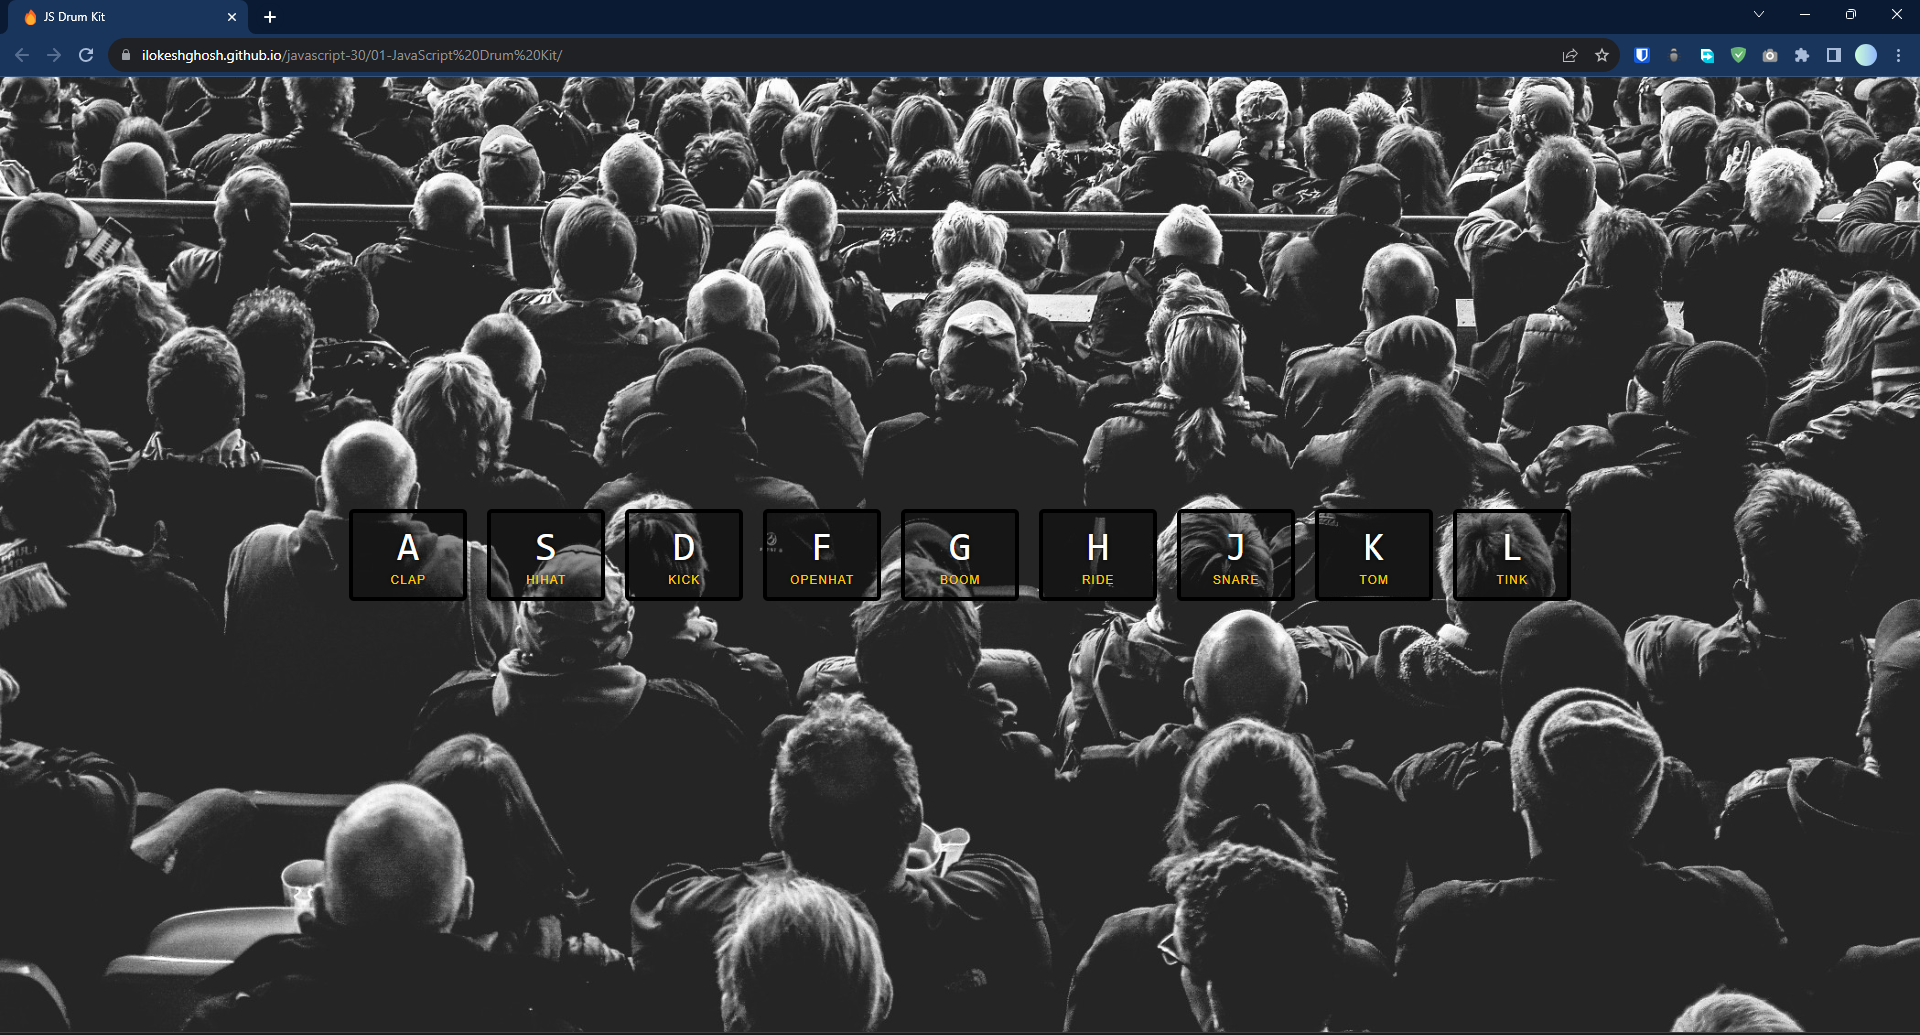 JS Drum Kit
ilokeshghosh.github.io/javascript-30/01-JavaScript%20Drum%20Kit/
A S D F G H J K L
CLAP HIHAT KICK OPENHAT BOOM RIDE SNARE TOM TINK